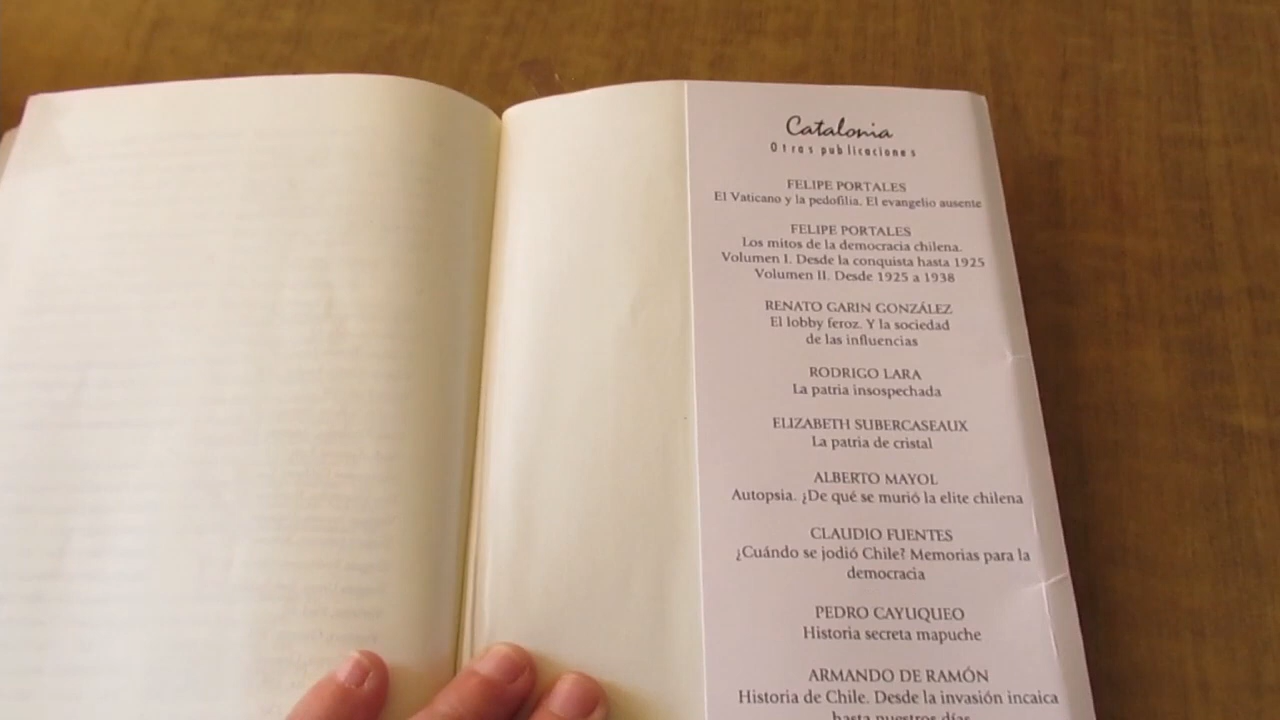 Catalonia
Otras publicaciones
FELIPE PORTALES
El Vaticano y la pedofilia. El evangelio ausente
FELIPE PORTALES
Los mitos de la democracia chilena.
Volumen I. Desde la conquista hasta 1925
Volumen II. Desde 1925 a 1938
RENATO GARIN GONZÁLEZ
El lobby feroz. Y la sociedad
de las influencias
RODRIGO LARA
La patria insospechada
ELIZABETH SUBERCASEAUX
La patria de cristal
ALBERTO MAYOL
Autopsia. ¿De qué se murió la elite chilena
CLAUDIO FUENTES
¿Cuándo se jodió Chile? Memorias para la
democracia
PEDRO CAYUQUEO
Historia secreta mapuche
ARMANDO DE RAMÓN
Historia de Chile. Desde la invasión incaica
hasta nuestros días